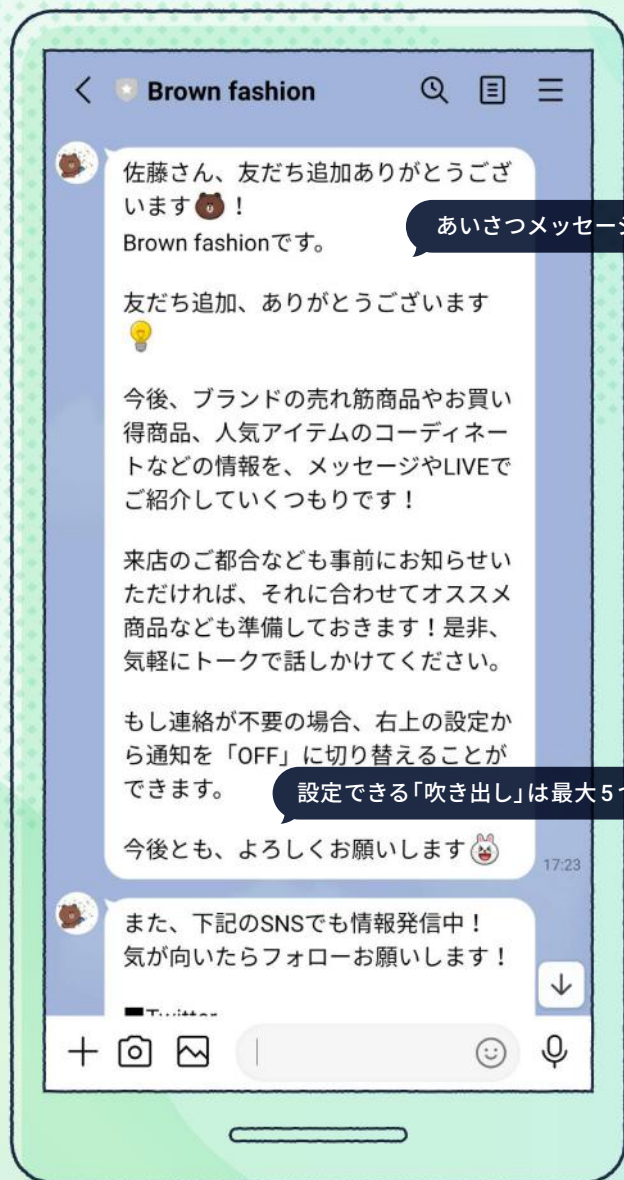 Brown fashion
佐藤さん、友だち追加ありがとうござ
います！
Brown fashionです。
あいさつメッセー
友だち追加、ありがとうございます
今後、ブランドの売れ筋商品やお買い
得商品、人気アイテムのコーディネー
トなどの情報を、メッセージやLIVEで
ご紹介していくつもりです！
来店のご都合なども事前にお知らせい
ただければ、それに合わせてオススメ
商品なども準備しておきます！是非、
気軽にトークで話しかけてください。
もし連絡が不要の場合、右上の設定か
ら通知を「OFF」に切り替えることが
できます。
設定できる「吹き出し」は最大5
今後とも、よろしくお願いします
17:23
また、下記のSNSでも情報発信中！
気が向いたらフォローお願いします！
■Twitter